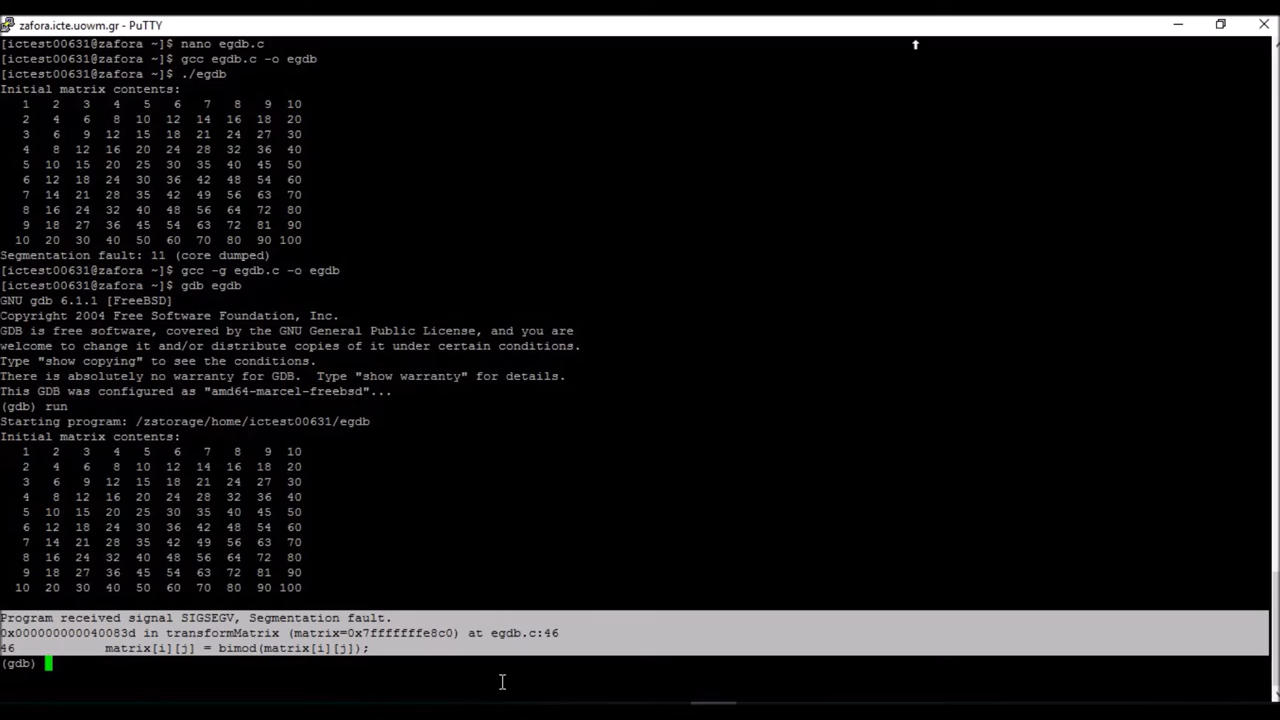 zafora.icte.uowm.gr - PuTTY
[ictest00631@zafora ~]$ nano egdb.c
[ictest00631@zafora ~]$ gcc egdb.c -o egdb
[ictest00631@zafora ~]$ ./egdb
Initial matrix contents:
1 2 3 4 5 6 7 8 9 10
2 4 6 8 10 12 14 16 18 20
3 6 9 12 15 18 21 24 27 30
4 8 12 16 20 24 28 32 36 40
5 10 15 20 25 30 35 40 45 50
6 12 18 24 30 36 42 48 54 60
7 14 21 28 35 42 49 56 63 70
8 16 24 32 40 48 56 64 72 80
9 18 27 36 45 54 63 72 81 90
10 20 30 40 50 60 70 80 90 100
Segmentation fault: 11 (core dumped)
[ictest00631@zafora ~]$ gcc -g egdb.c -o egdb
[ictest00631@zafora ~]$ gdb egdb
GNU gdb 6.1.1 [FreeBSD]
Copyright 2004 Free Software Foundation, Inc.
GDB is free software, covered by the GNU General Public License, and you are
welcome to change it and/or distribute copies of it under certain conditions.
Type "show copying" to see the conditions.
There is absolutely no warranty for GDB.  Type "show warranty" for details.
This GDB was configured as "amd64-marcel-freebsd"...
(gdb) run
Starting program: /zstorage/home/ictest00631/egdb
Initial matrix contents:
1 2 3 4 5 6 7 8 9 10
2 4 6 8 10 12 14 16 18 20
3 6 9 12 15 18 21 24 27 30
4 8 12 16 20 24 28 32 36 40
5 10 15 20 25 30 35 40 45 50
6 12 18 24 30 36 42 48 54 60
7 14 21 28 35 42 49 56 63 70
8 16 24 32 40 48 56 64 72 80
9 18 27 36 45 54 63 72 81 90
10 20 30 40 50 60 70 80 90 100
Program received signal SIGSEGV, Segmentation fault.
0x000000000040083d in transformMatrix (matrix=0x7fffffffe8c0) at egdb.c:46
46 matrix[i][j] = bimod(matrix[i][j]);
(gdb)